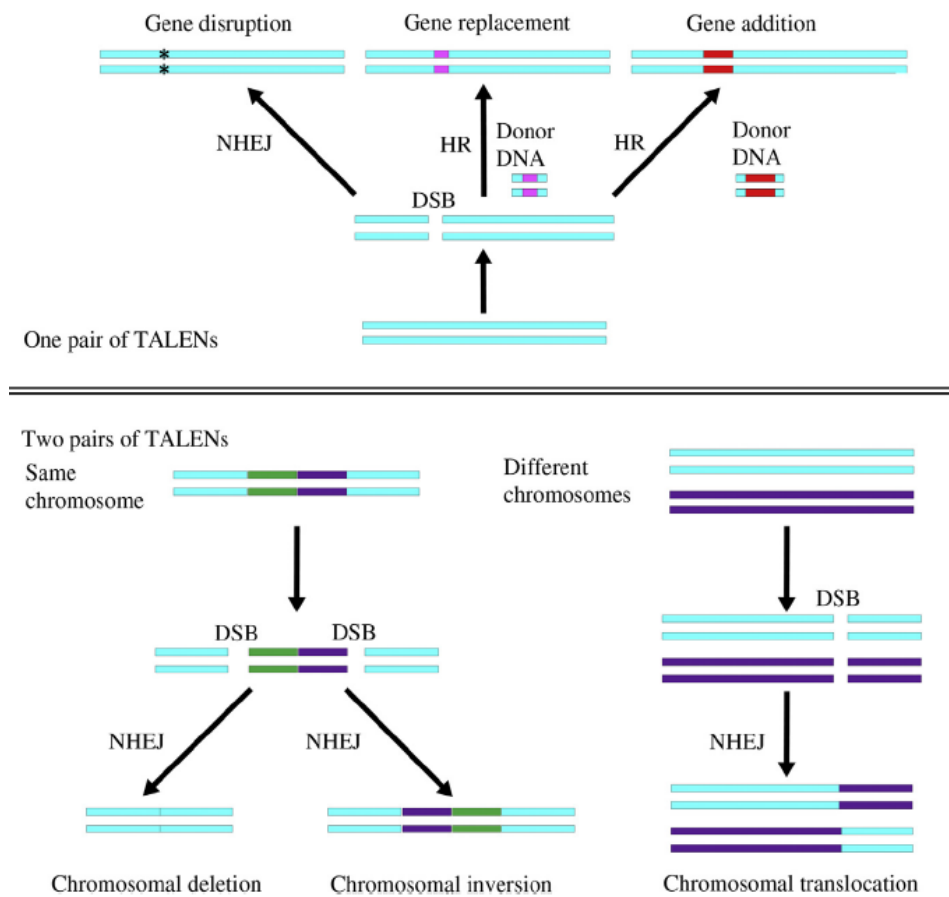 Gene disruption
Gene replacement
Gene addition
*
*
NHEJ
HR
Donor
DNA
HR
Donor
DNA
DSB
One pair of TALENs
Two pairs of TALENs
Same
chromosome
Different
chromosomes
DSB
DSB
DSB
NHEJ
NHEJ
NHEJ
Chromosomal deletion
Chromosomal inversion
Chromosomal translocation